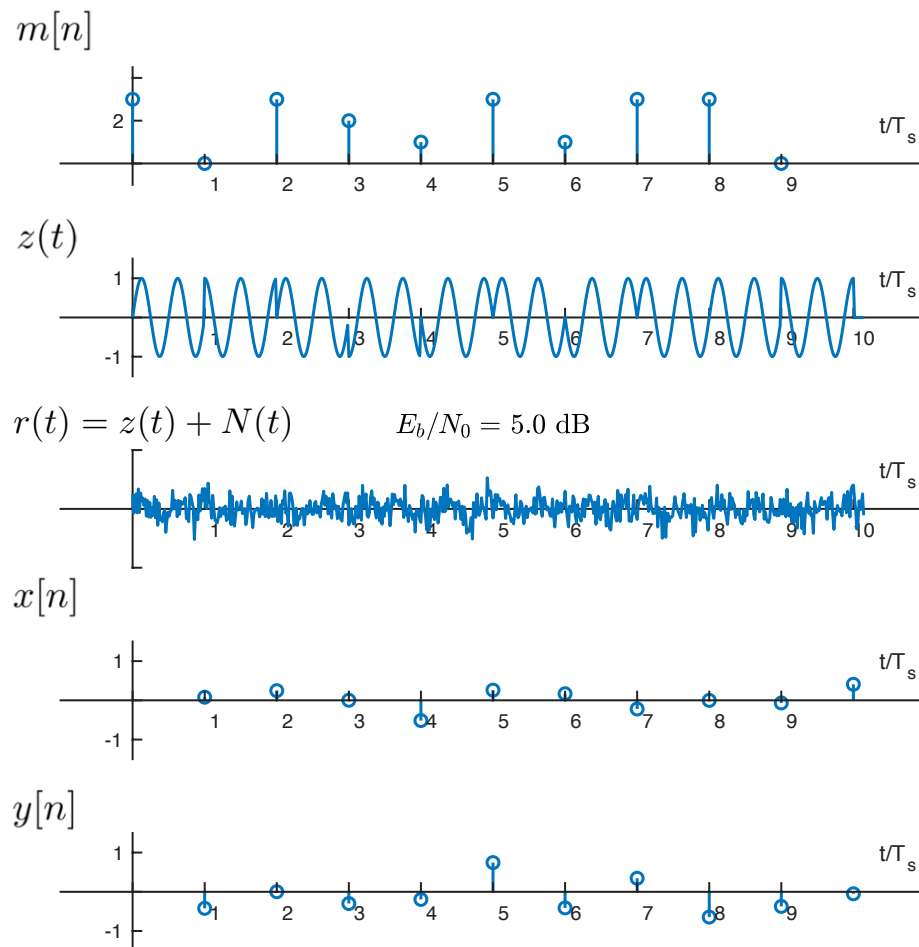 m[n]
2
t/T_s
1 2 3 4 5 6 7 8 9
z(t)
1
t/T_s
1 2 3 4 5 6 7 8 9 10
-1
r(t) = z(t) + N(t) E_b/N_0 = 5.0 dB
t/T_s
1 2 3 4 5 6 7 8 9 10
x[n]
1
t/T_s
1 2 3 4 5 6 7 8 9
-1
y[n]
1
t/T_s
1 2 3 4 5 6 7 8 9
-1